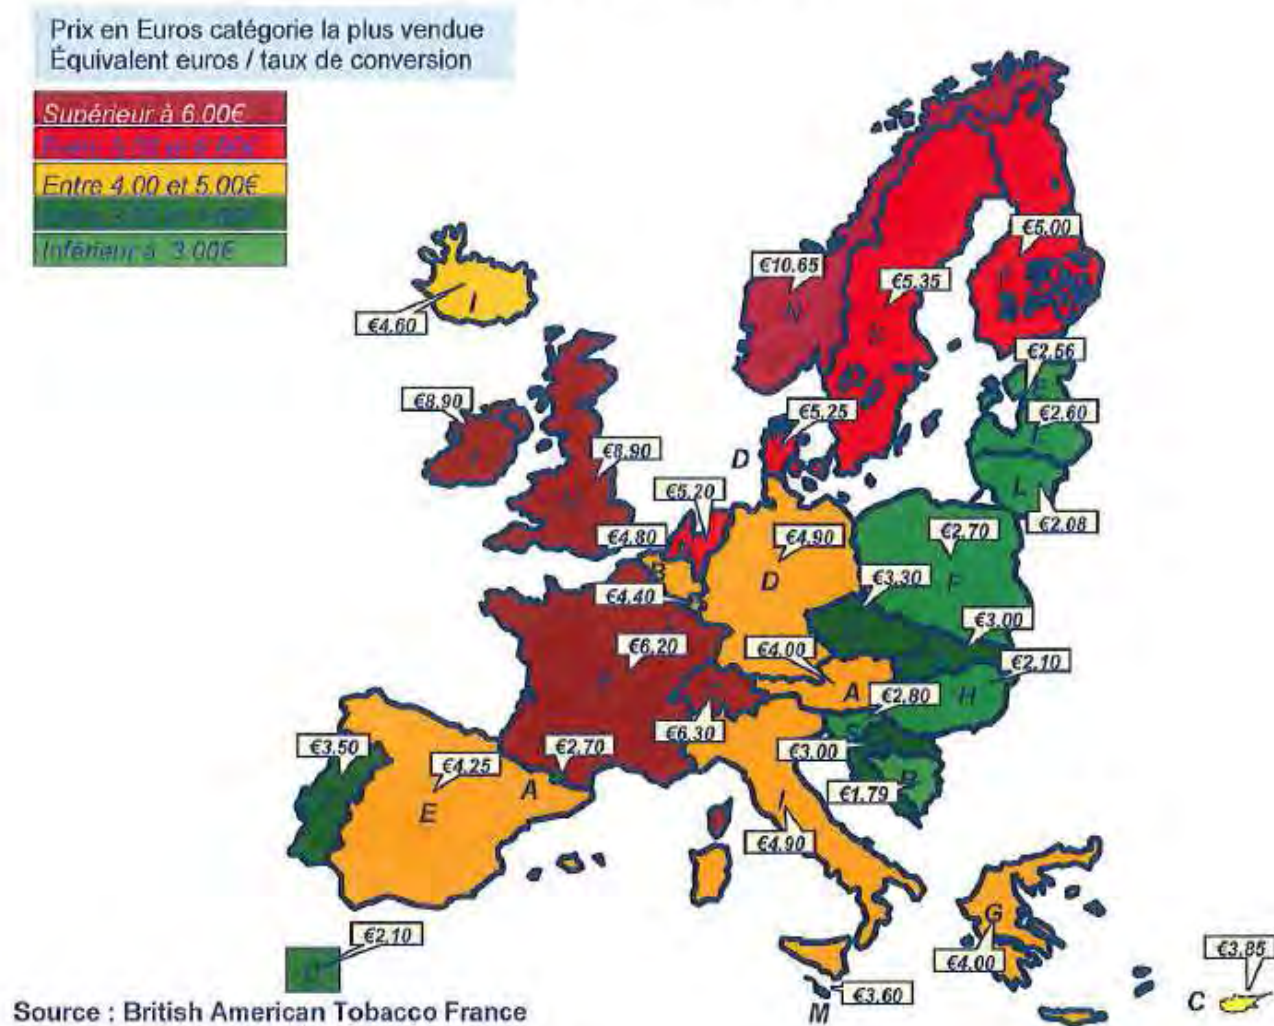 Prix en Euros catégorie la plus vendue
Équivalent euros / taux de conversion
Supérieur à 6.00€
Entre 4.00 et 5.00€
Inférieur à 3.00€
€5.00
€10.65
€5.35
I
€4.60
N
S
€2.66
€8.90
€5.25
€2.60
€8.90
D
€5.20
L
€4.80
€4.90
€2.70
€2.08
B
D
€3.30
P
€4.40
€3.00
€6.20
€4.00
€2.10
A
€2.80
H
€6.30
S
€3.50
€2.70
€3.00
€4.25
B
A
I
€1.79
E
€4.90
G
€2.10
€4.00
€3.85
€3.60
C
M
Source : British American Tobacco France